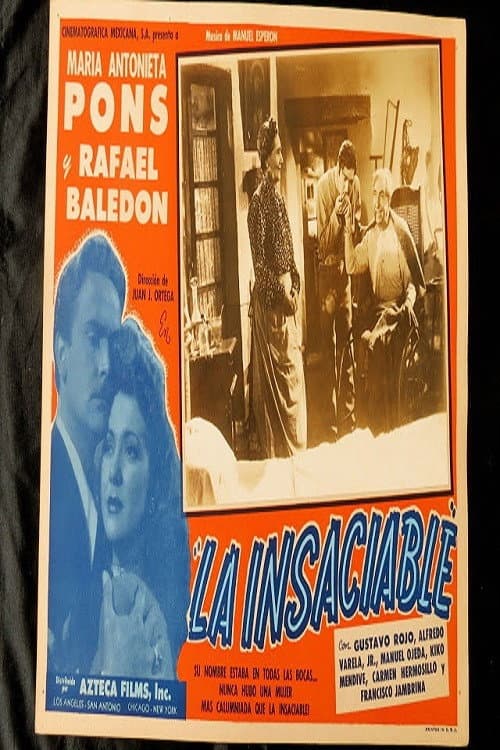 CINEMATOGRAFICA MEXICANA, S.A. presenta a
Musica de MANUEL ESPERON
MARIA ANTONIETA
PONS
y RAFAEL
BALEDON
Dirección de
JUAN J. ORTEGA
En
"LA INSACIABLE"
Con GUSTAVO ROJO, ALFREDO
VARELA, JR., MANUEL OJEDA, KIKO
MENDIVE, CARMEN HERMOSILLO y
FRANCISCO JAMBRINA
SU NOMBRE ESTABA EN TODAS LAS BOCAS...
NUNCA HUBO UNA MUJER
MAS CALUMNIADA QUE LA INSACIABLE!
Distribuida
por AZTECA FILMS, Inc.
LOS ANGELES - SAN ANTONIO CHICAGO - NEW YORK
PRINTED IN U.S.A.